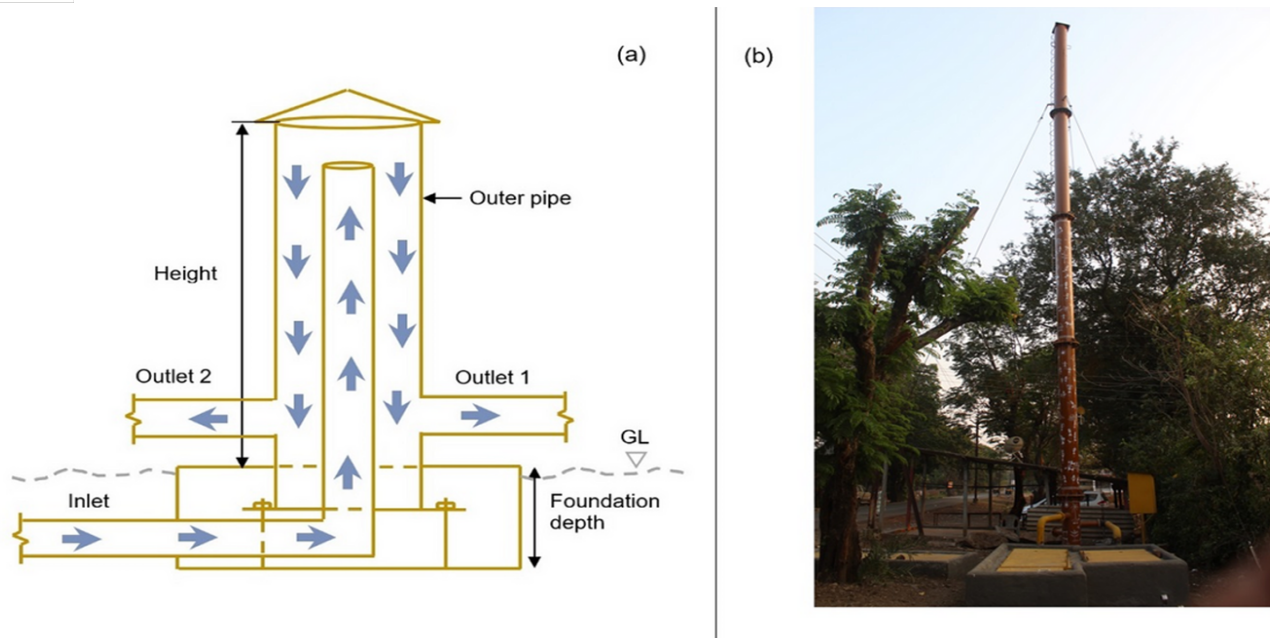 (a)
Outer pipe
Height
Outlet 2
Outlet 1
GL
Inlet
Foundation
depth
(b)